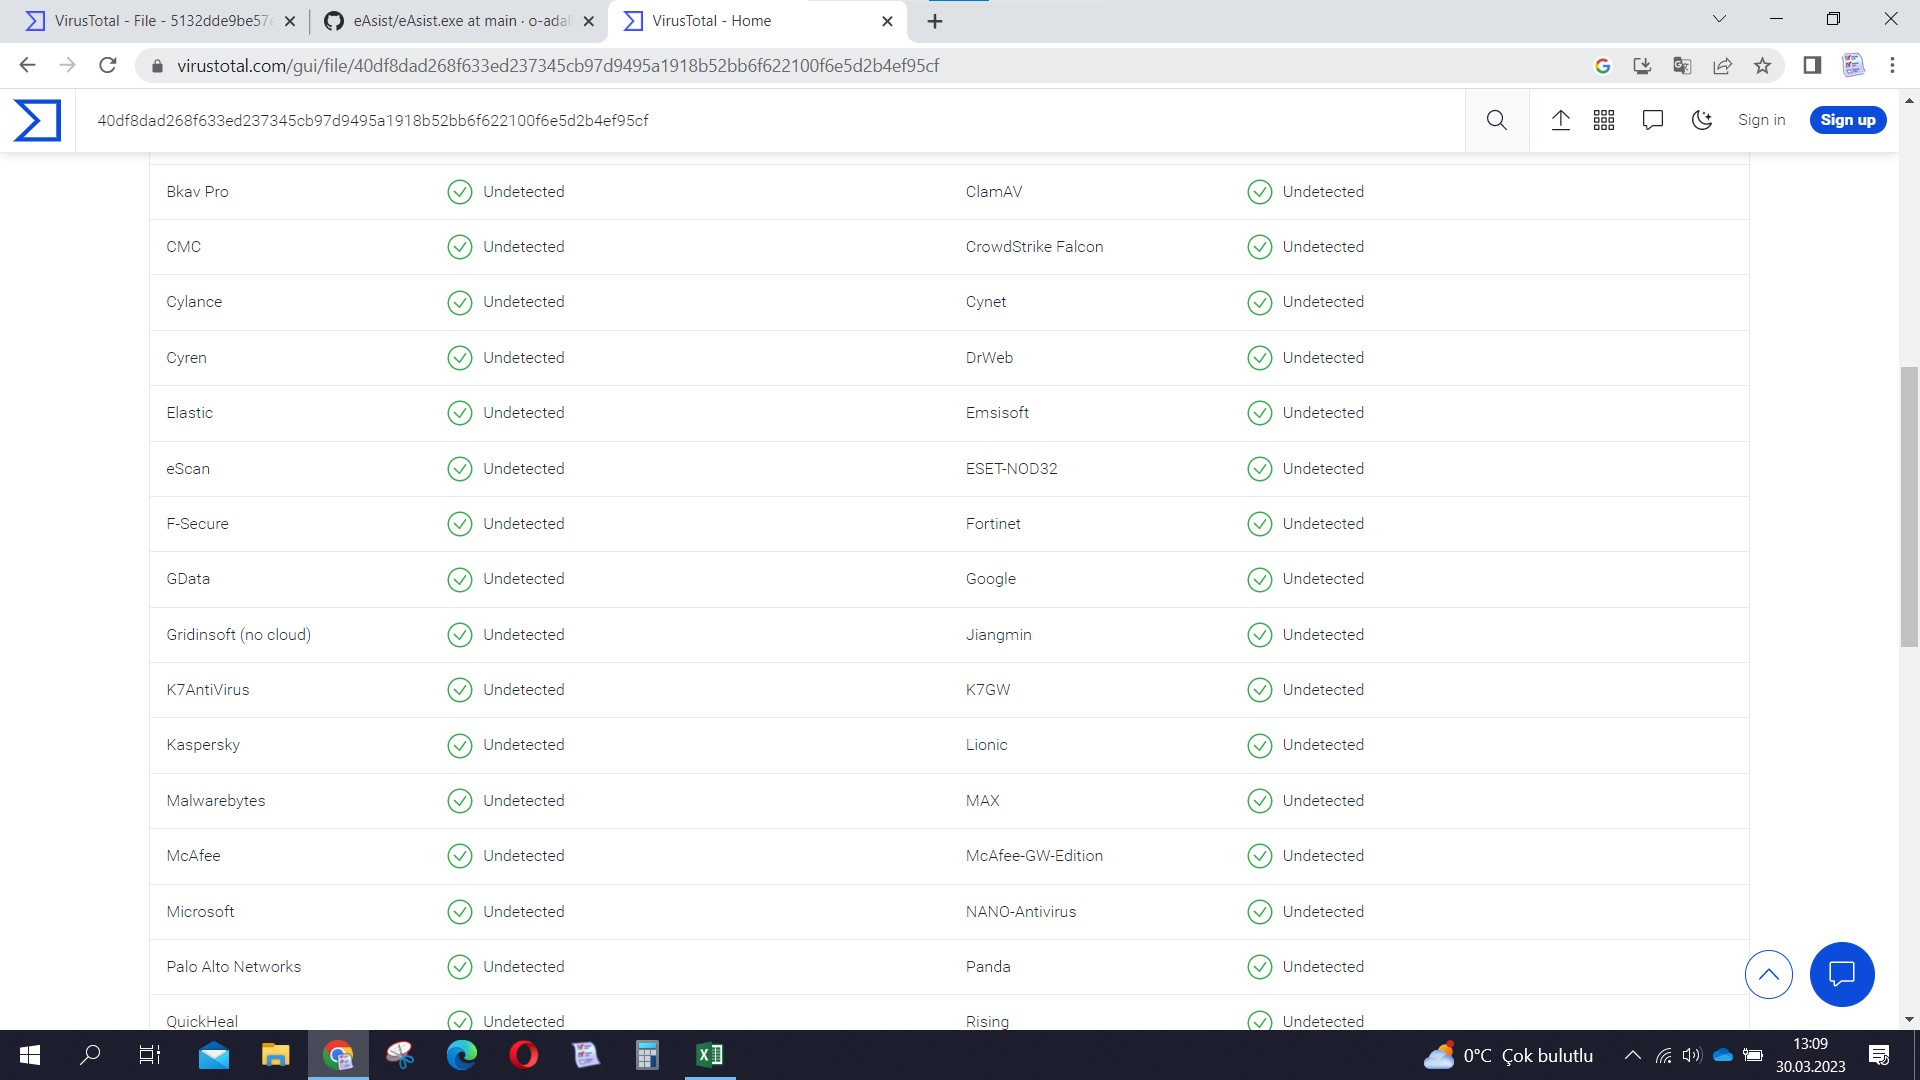 VirusTotal - File - 5132dde9be57
eAsist/eAsist.exe at main · o-adal
VirusTotal - Home
virustotal.com/gui/file/40df8dad268f633ed237345cb97d9495a1918b52bb6f622100f6e5d2b4ef95cf
40df8dad268f633ed237345cb97d9495a1918b52bb6f622100f6e5d2b4ef95cf
Sign in
Sign up
Bkav Pro Undetected ClamAV Undetected
CMC Undetected CrowdStrike Falcon Undetected
Cylance Undetected Cynet Undetected
Cyren Undetected DrWeb Undetected
Elastic Undetected Emsisoft Undetected
eScan Undetected ESET-NOD32 Undetected
F-Secure Undetected Fortinet Undetected
GData Undetected Google Undetected
Gridinsoft (no cloud) Undetected Jiangmin Undetected
K7AntiVirus Undetected K7GW Undetected
Kaspersky Undetected Lionic Undetected
Malwarebytes Undetected MAX Undetected
McAfee Undetected McAfee-GW-Edition Undetected
Microsoft Undetected NANO-Antivirus Undetected
Palo Alto Networks Undetected Panda Undetected
QuickHeal Undetected Rising Undetected
0°C Çok bulutlu
13:09
30.03.2023